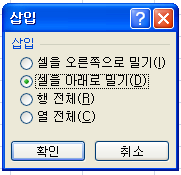 삽입
삽입
셀을 오른쪽으로 밀기(I)
셀을 아래로 밀기(D)
행 전체(R)
열 전체(C)
확인
취소